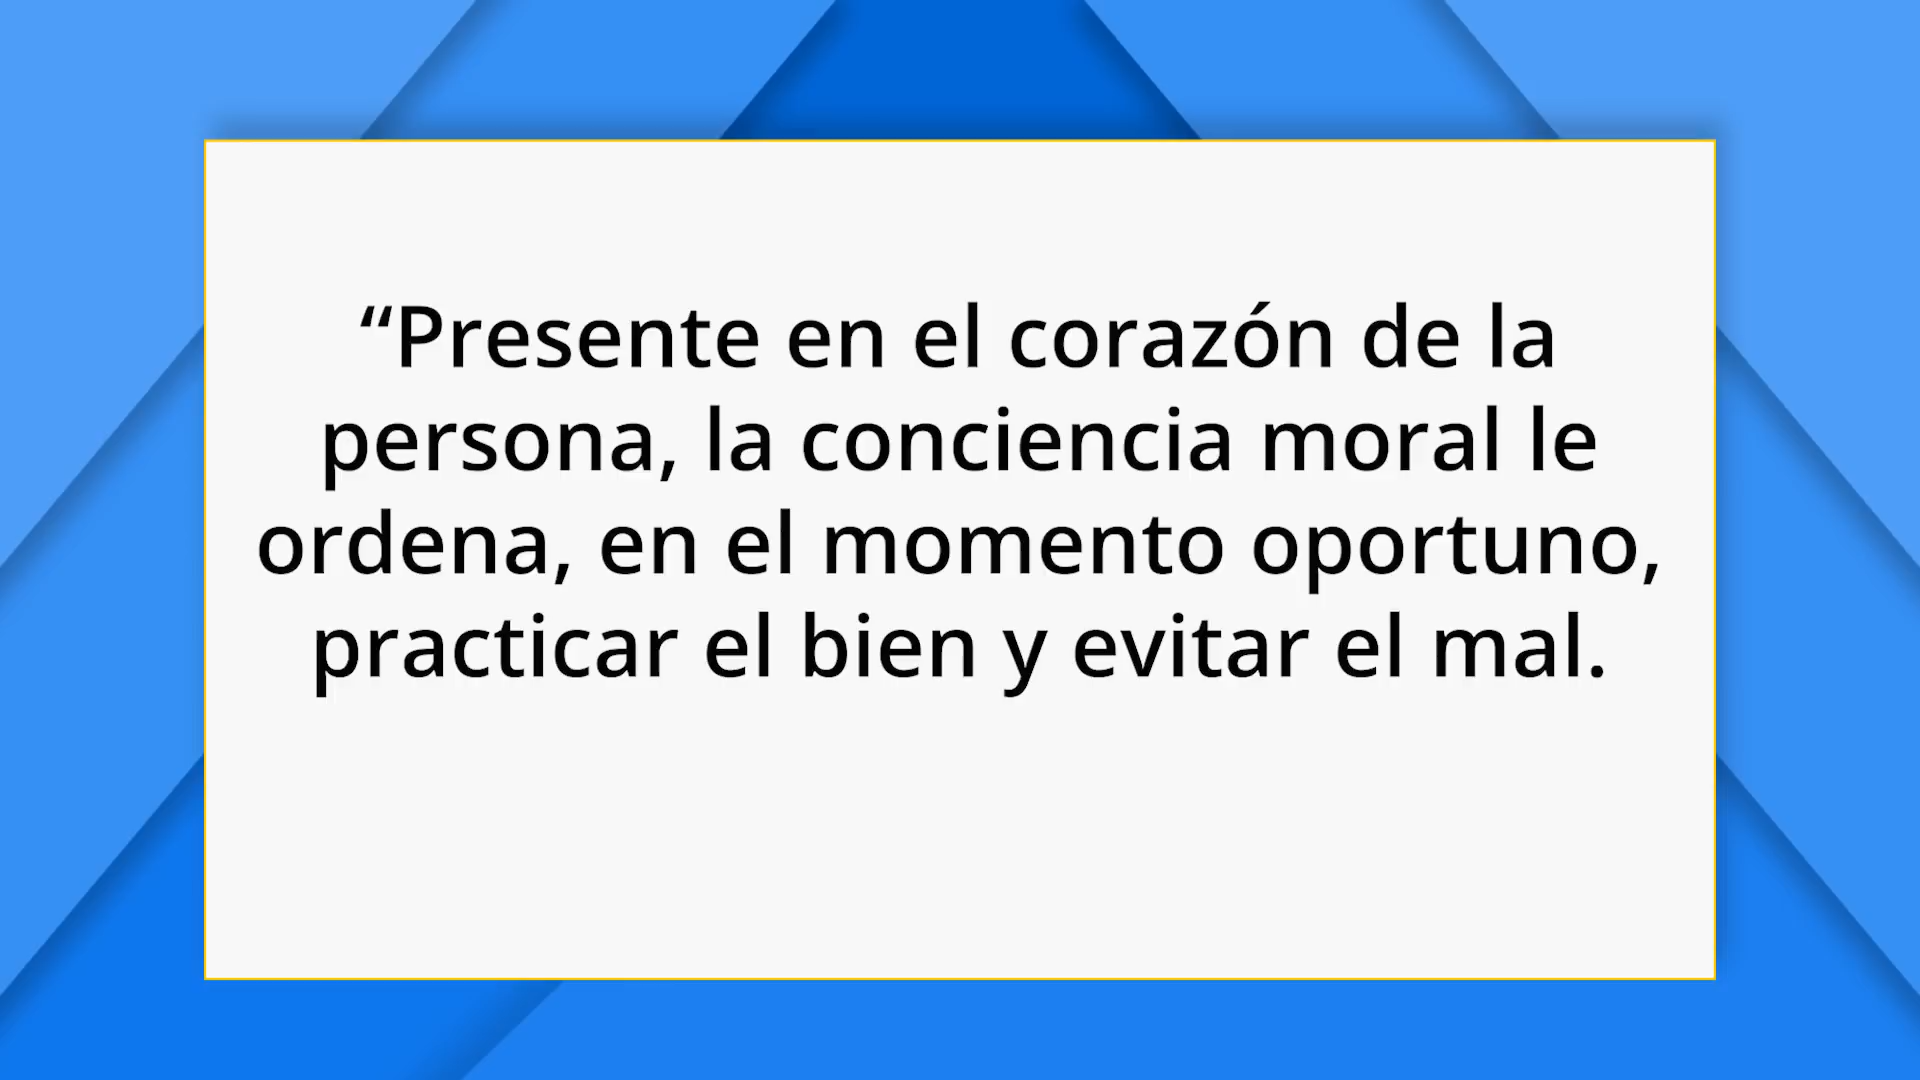 “Presente en el corazón de la
persona, la conciencia moral le
ordena, en el momento oportuno,
practicar el bien y evitar el mal.